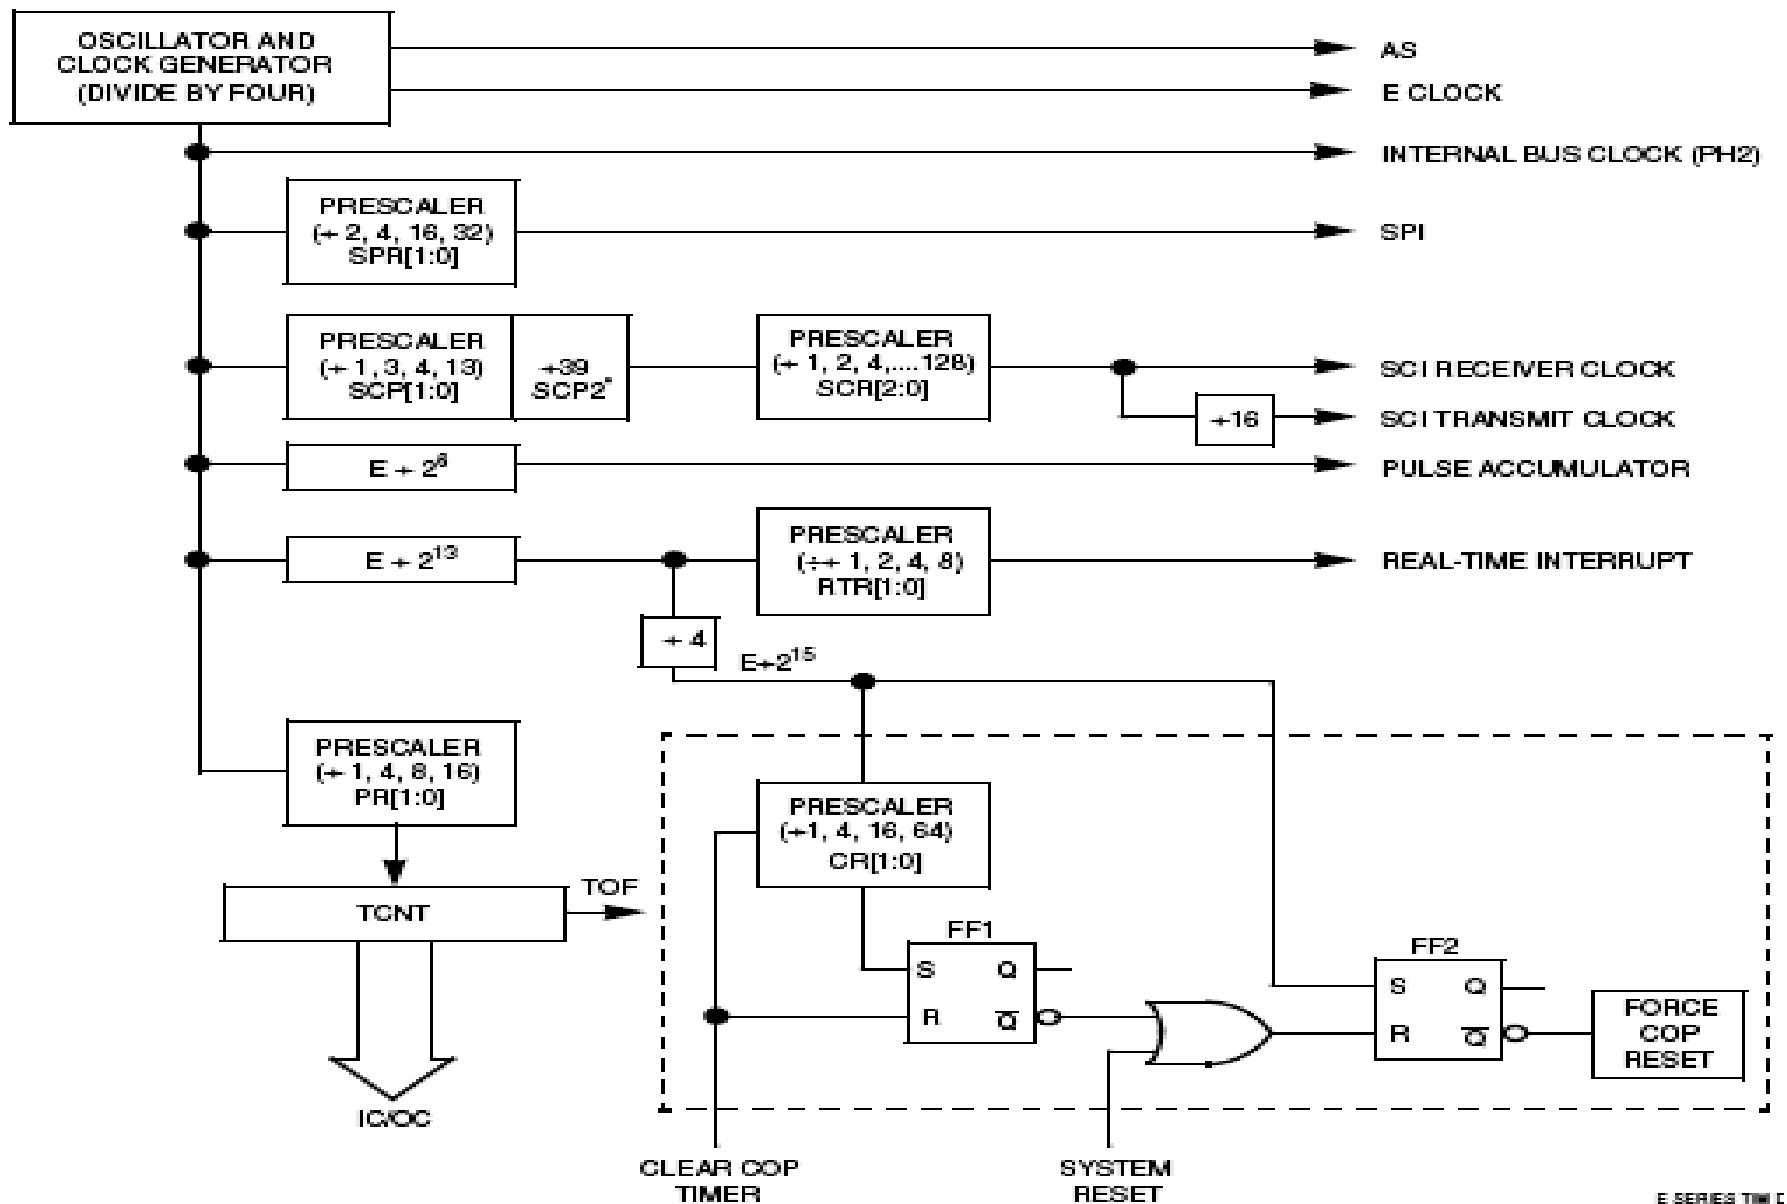 OSCILLATOR AND
CLOCK GENERATOR
(DIVIDE BY FOUR)
AS
E CLOCK
INTERNAL BUS CLOCK (PH2)
PRESCALER
(÷ 2, 4, 16, 32)
SPR[1:0]
SPI
PRESCALER
(÷ 1, 3, 4, 13)
SCP[1:0]
÷39
SCP2*
PRESCALER
(÷ 1, 2, 4,....128)
SCR[2:0]
SCI RECEIVER CLOCK
÷16
SCI TRANSMIT CLOCK
E ÷ 2⁶
PULSE ACCUMULATOR
E ÷ 2¹³
PRESCALER
(÷÷ 1, 2, 4, 8)
RTR[1:0]
REAL-TIME INTERRUPT
÷ 4
E÷2¹⁵
PRESCALER
(÷ 1, 4, 8, 16)
PR[1:0]
PRESCALER
(÷1, 4, 16, 64)
CR[1:0]
TCNT
TOF
FF1
S Q
R Q̅
FF2
S Q
R Q̅
FORCE
COP
RESET
IC/OC
CLEAR COP
TIMER
SYSTEM
RESET
E SERIES TIM D